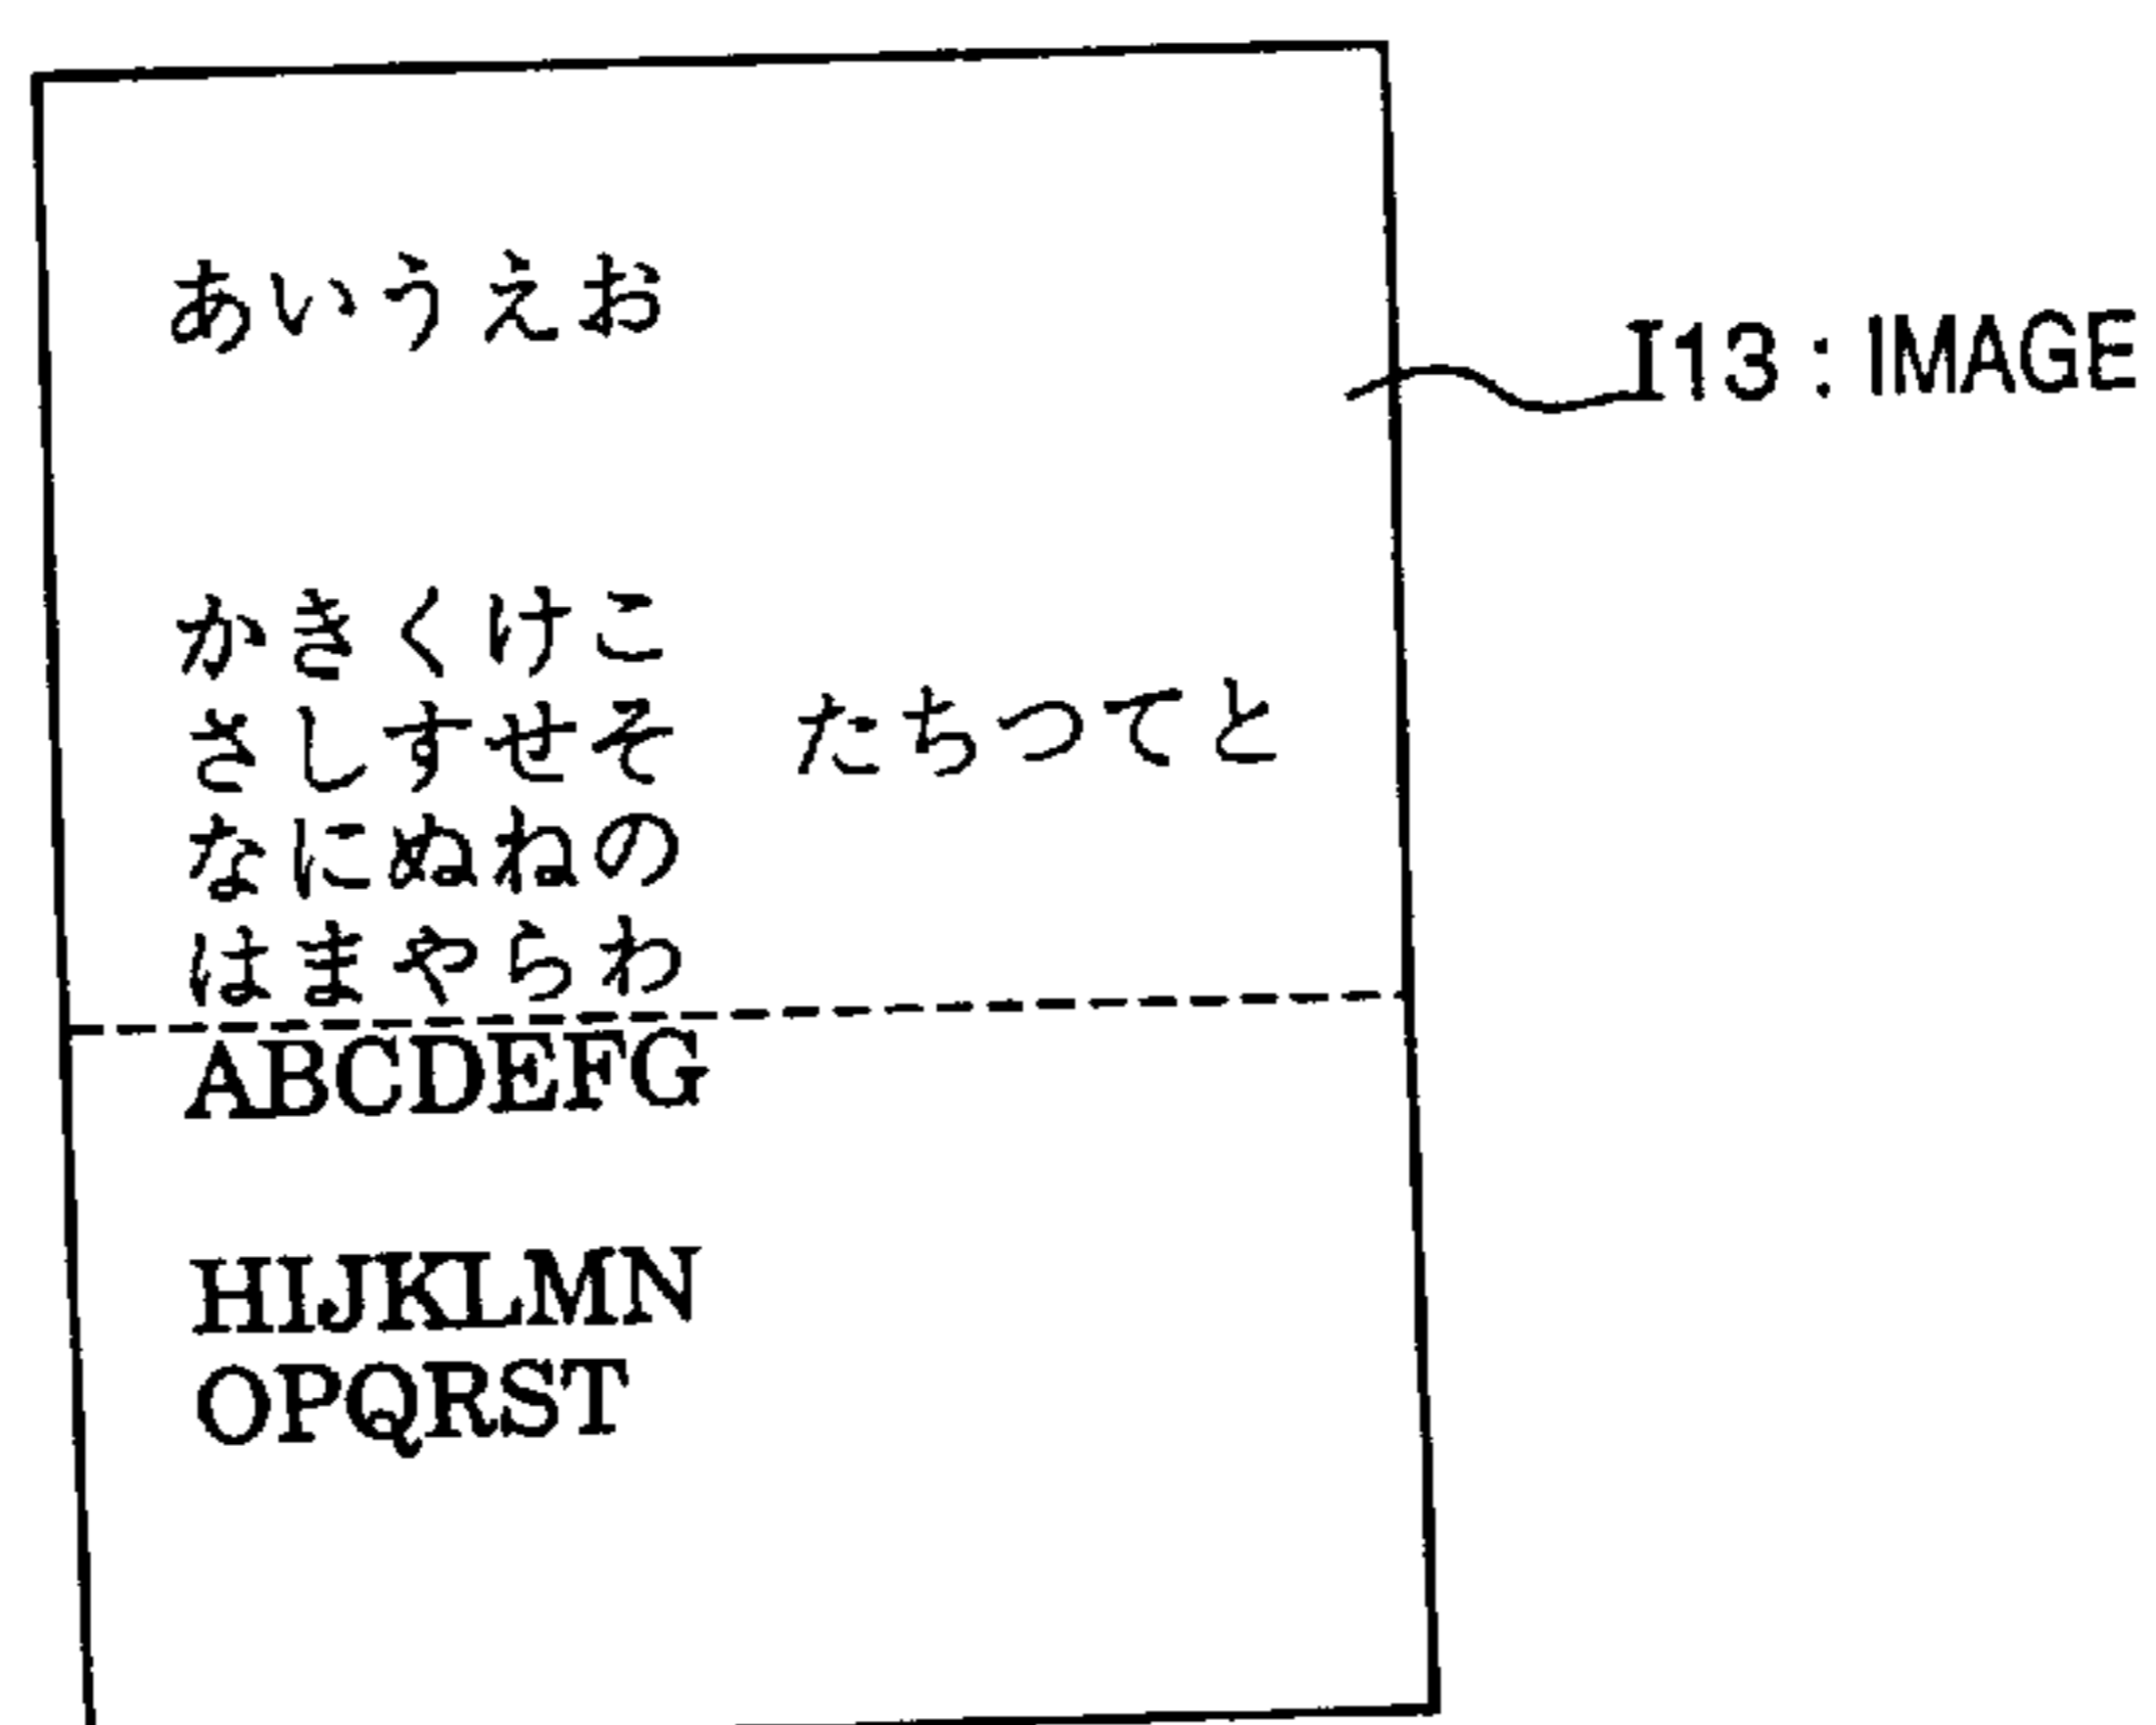 あいうえお
I13 : IMAGE
かきくけこ
さしすせそ たちつてと
なにぬねの
はまやらわ
ABCDEFG
HIJKLMN
OPQRST